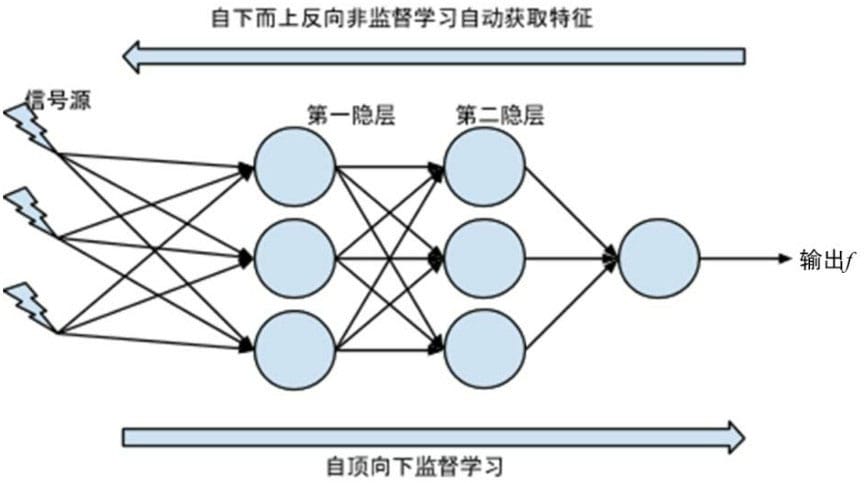 自下而上反向非监督学习自动获取特征
信号源
第一隐层
第二隐层
输出f
自顶向下监督学习